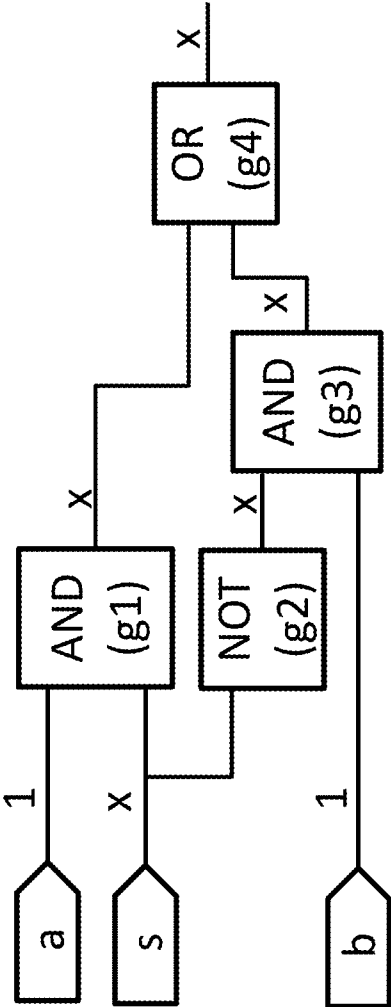 a
1
s
x
b
1
AND
(g1)
x
NOT
(g2)
x
AND
(g3)
x
OR
(g4)
x